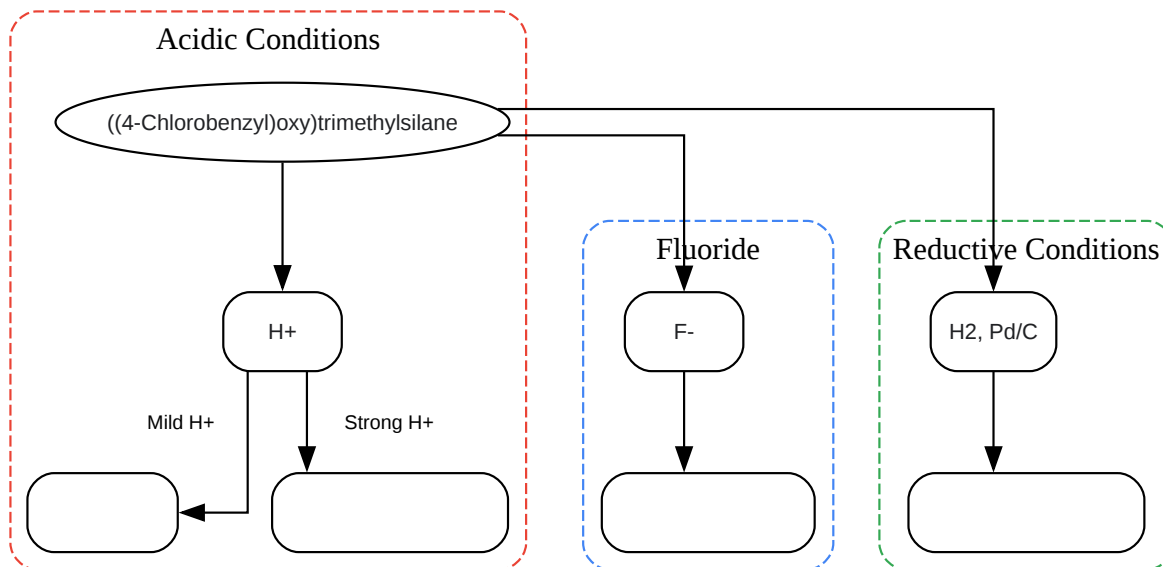 Acidic Conditions
((4-Chlorobenzyl)oxy)trimethylsilane
Fluoride
Reductive Conditions
H+
F-
H2, Pd/C
Mild H+
Strong H+